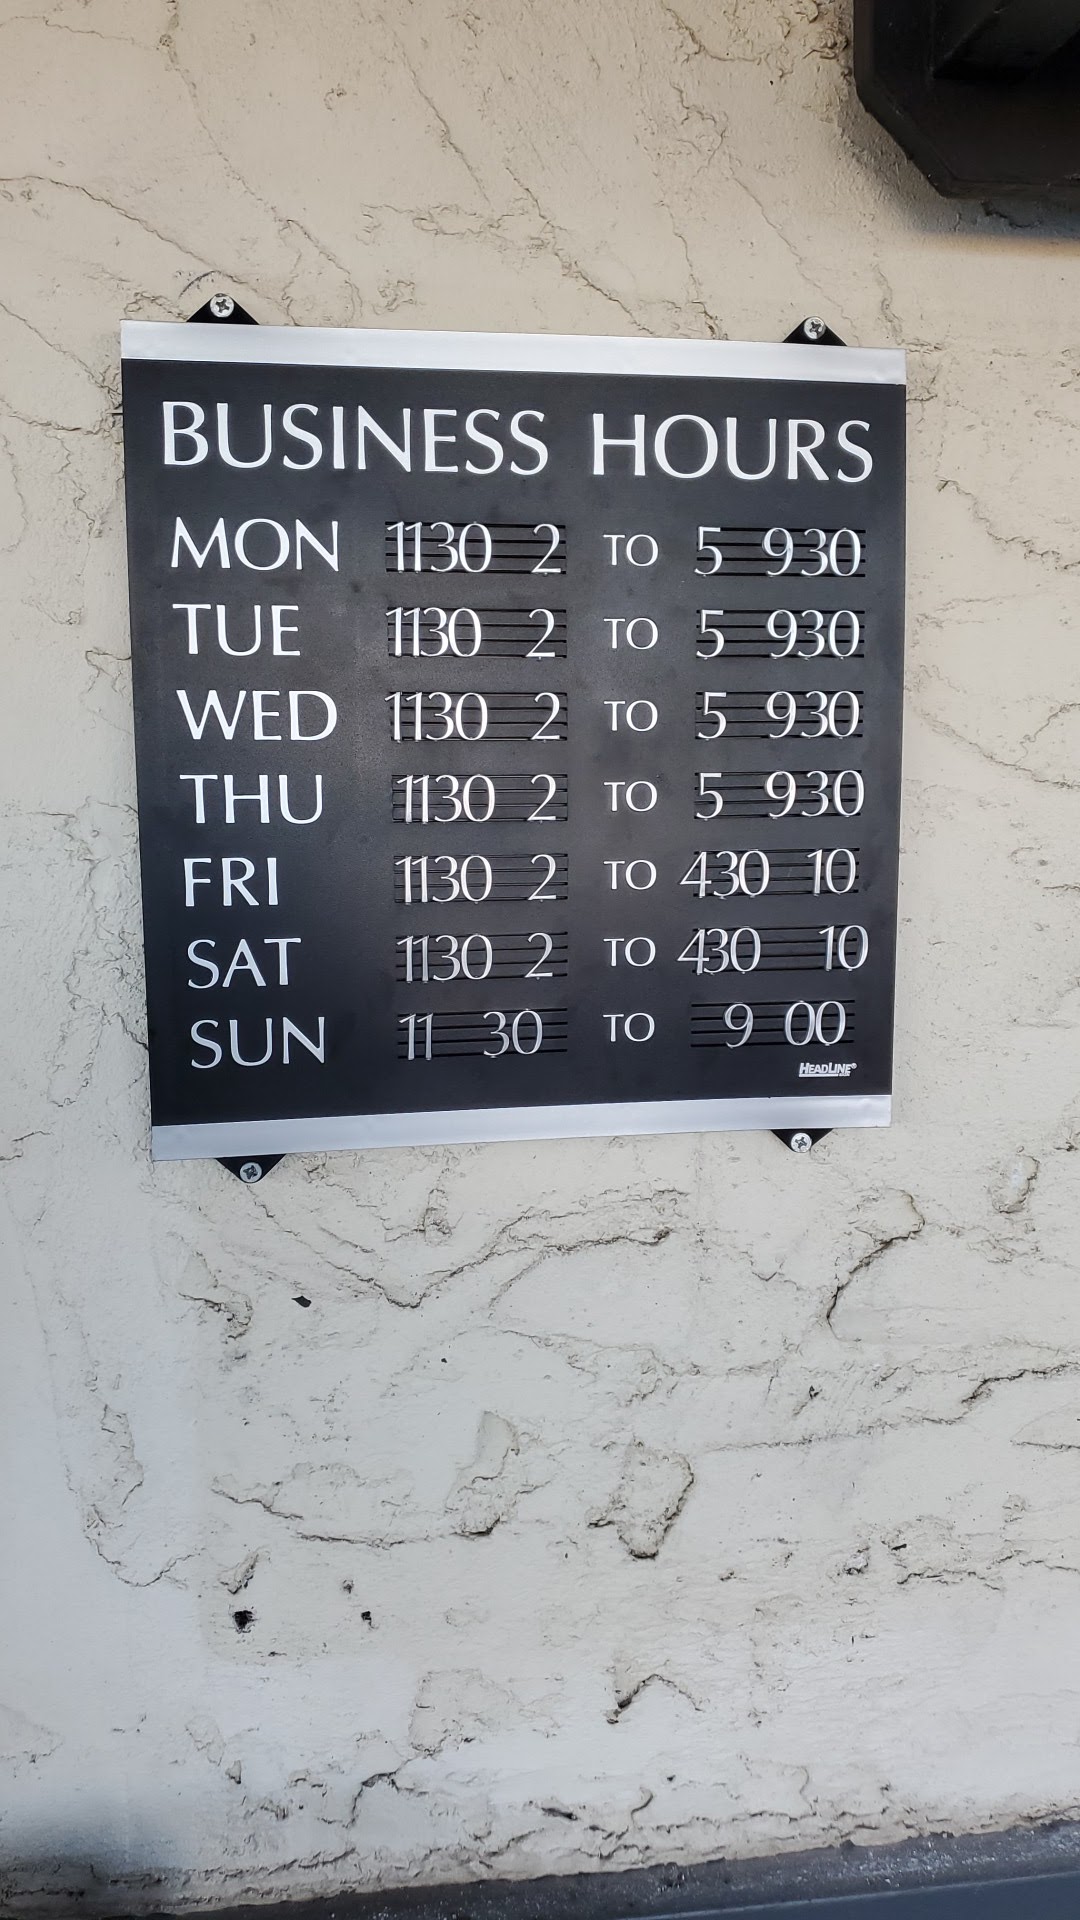 BUSINESS HOURS
MON 1130 2 TO 5 930
TUE 1130 2 TO 5 930
WED 1130 2 TO 5 930
THU 1130 2 TO 5 930
FRI 1130 2 TO 430 10
SAT 1130 2 TO 430 10
SUN 11 30 TO 9 00
HEADLINE®